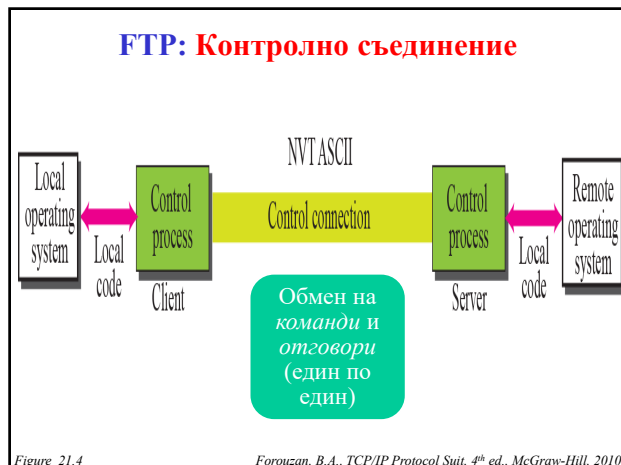 FTP: Контролно съединение
NVT ASCII
Local
operating
system
Local
code
Control
process
Client
Control connection
Control
process
Server
Local
code
Remote
operating
system
Обмен на
команди и
отговори
(един по
един)
Figure 21.4
Forouzan, B.A., TCP/IP Protocol Suit, 4th ed., McGraw-Hill, 2010